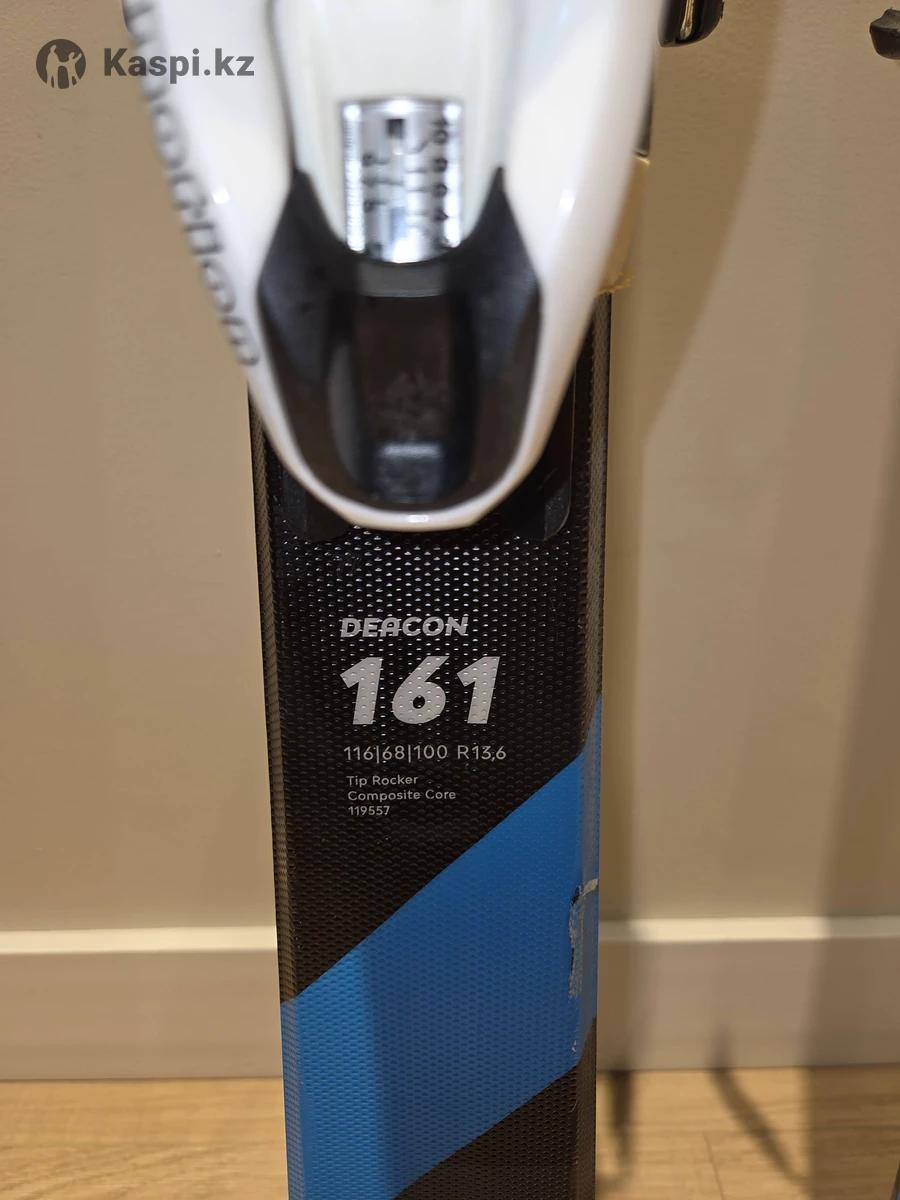 Kaspi.kz
DEACON
161
116|68|100 R13,6
Tip Rocker
Composite Core
119557